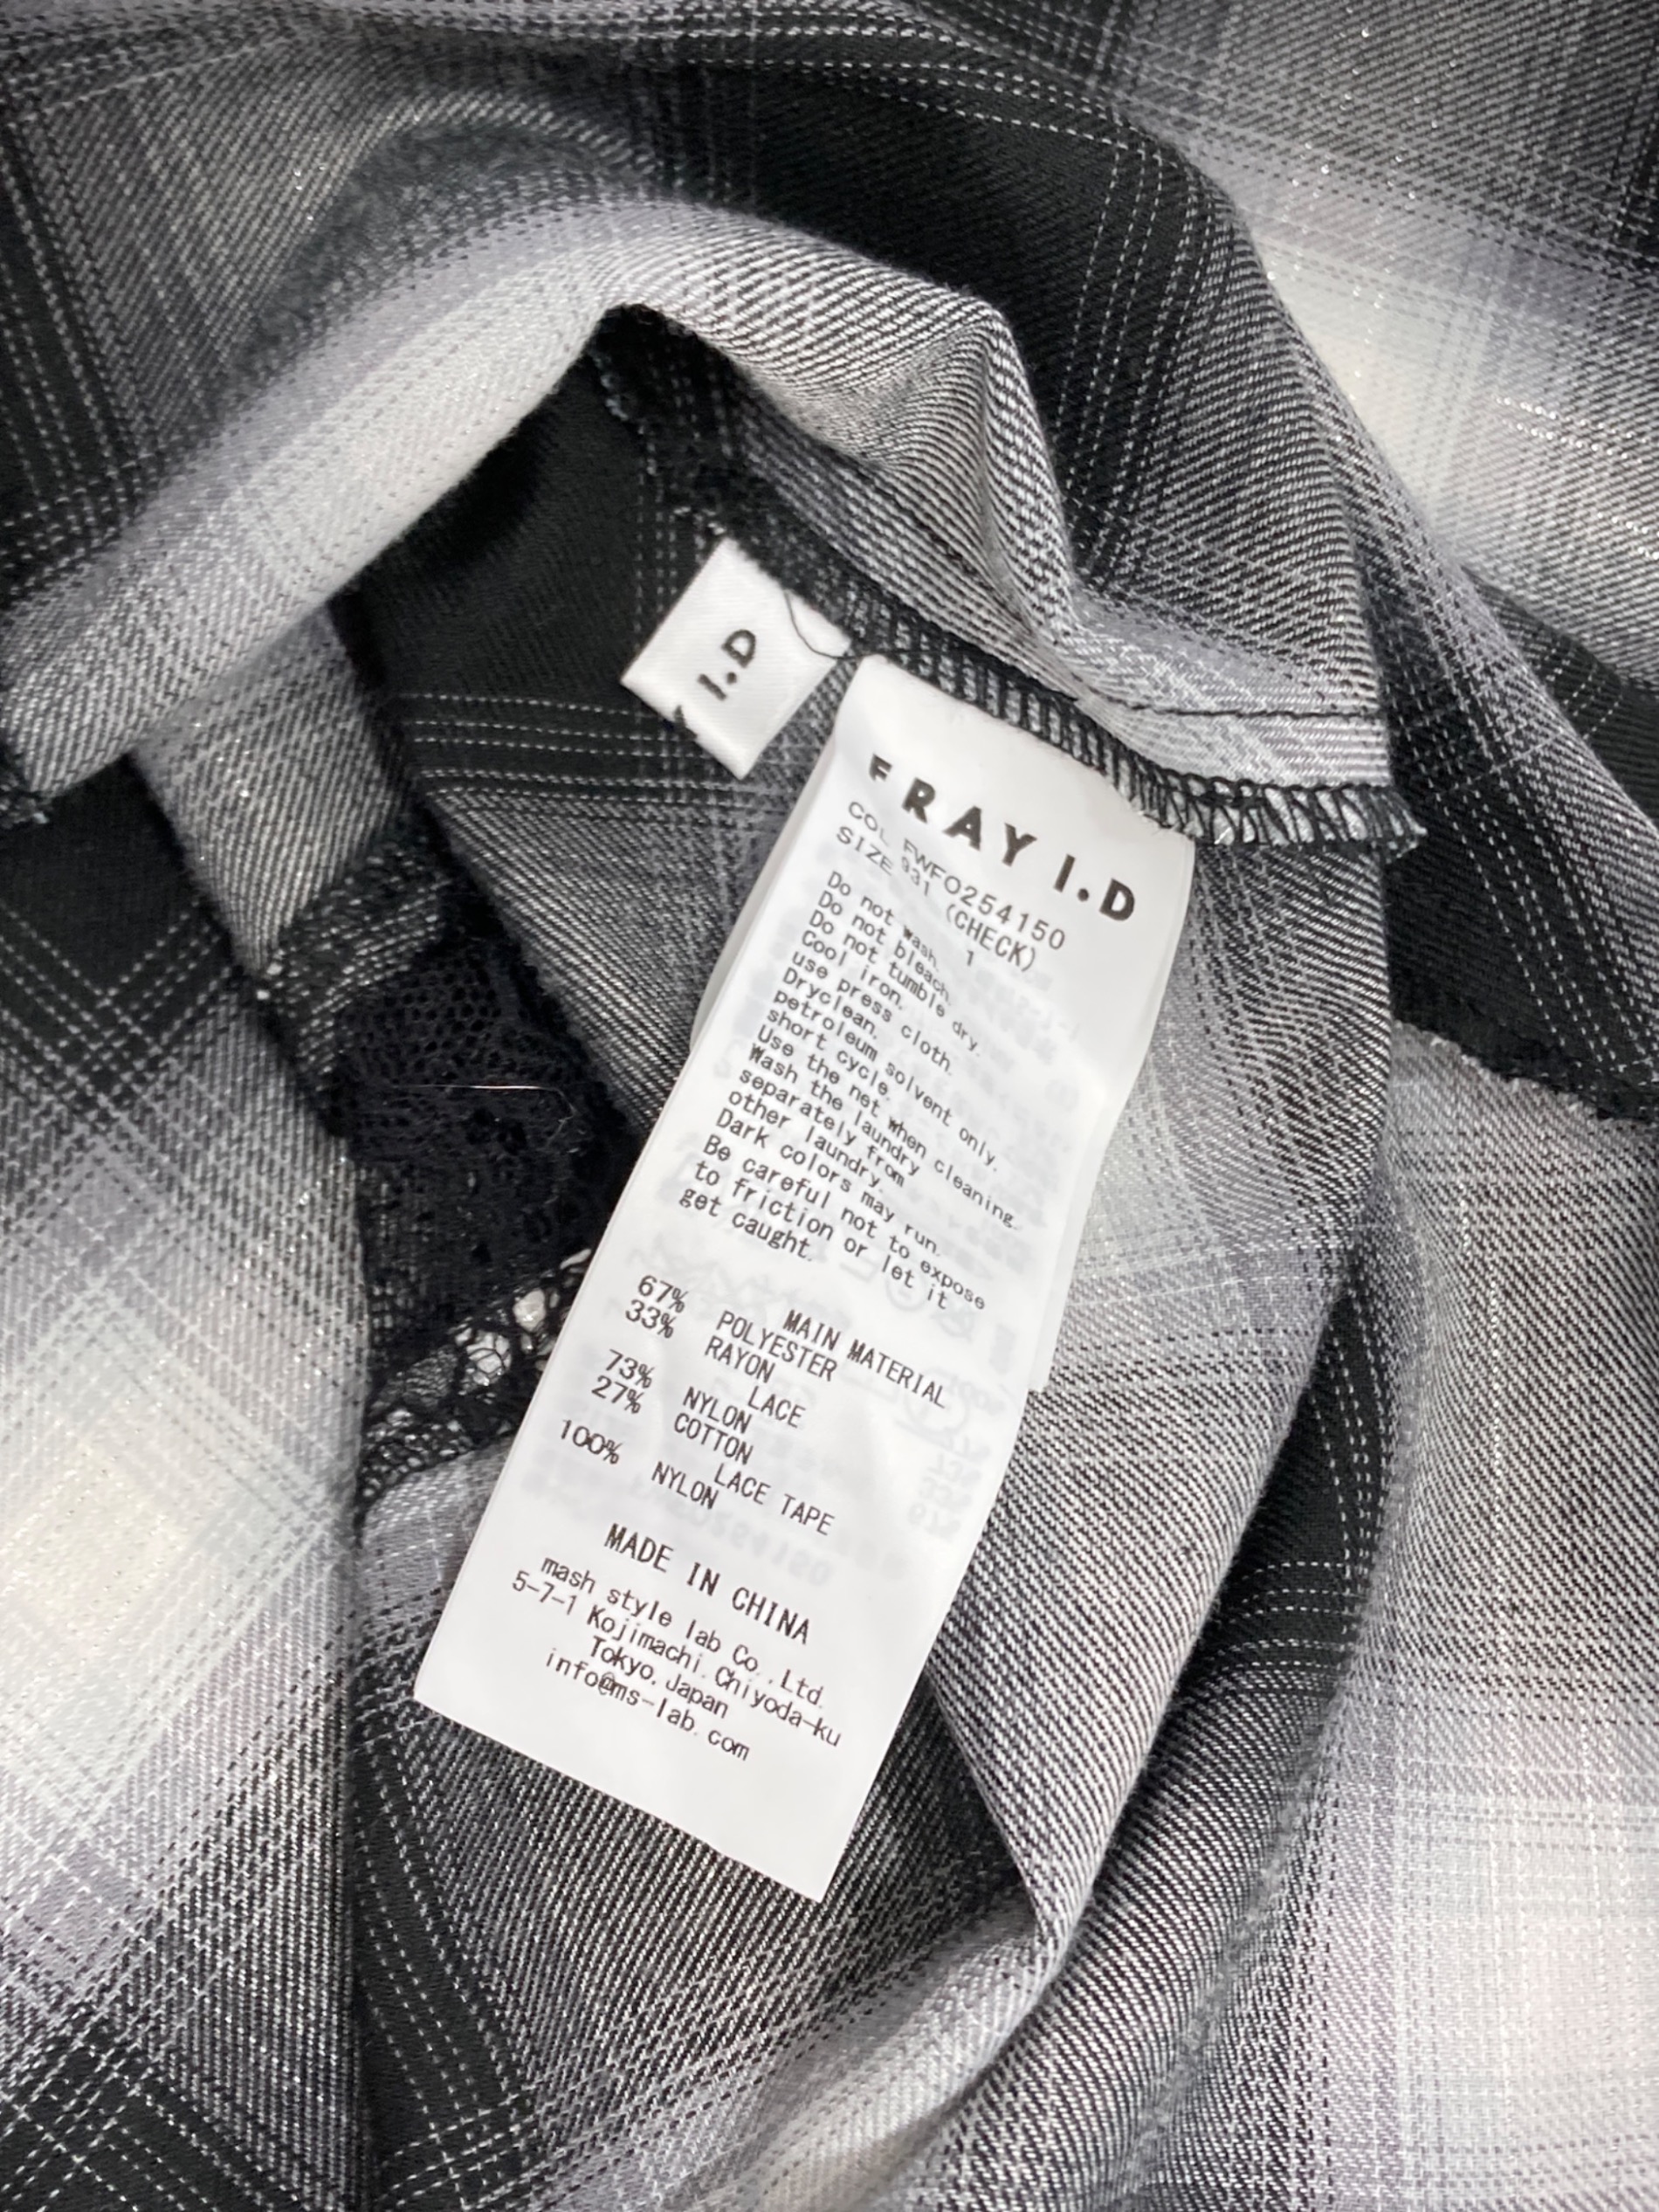 I.D
FRAY I.D
FWFO254150
COL 931 (CHECK)
SIZE 1
Do not wash.
Do not bleach.
Do not tumble dry.
Cool iron.
use press cloth.
Dryclean.
petroleum solvent only.
short cycle.
Use the net when cleaning.
Wash the laundry
separately from
other laundry.
Dark colors may run.
Be careful not to expose
to friction or let it
get caught.
MAIN MATERIAL
67% POLYESTER
33% RAYON
LACE
73% NYLON
27% COTTON
LACE TAPE
100% NYLON
MADE IN CHINA
mash style lab Co.,Ltd.
5-7-1 Kojimachi.Chiyoda-ku
Tokyo.Japan
info@ms-lab.com